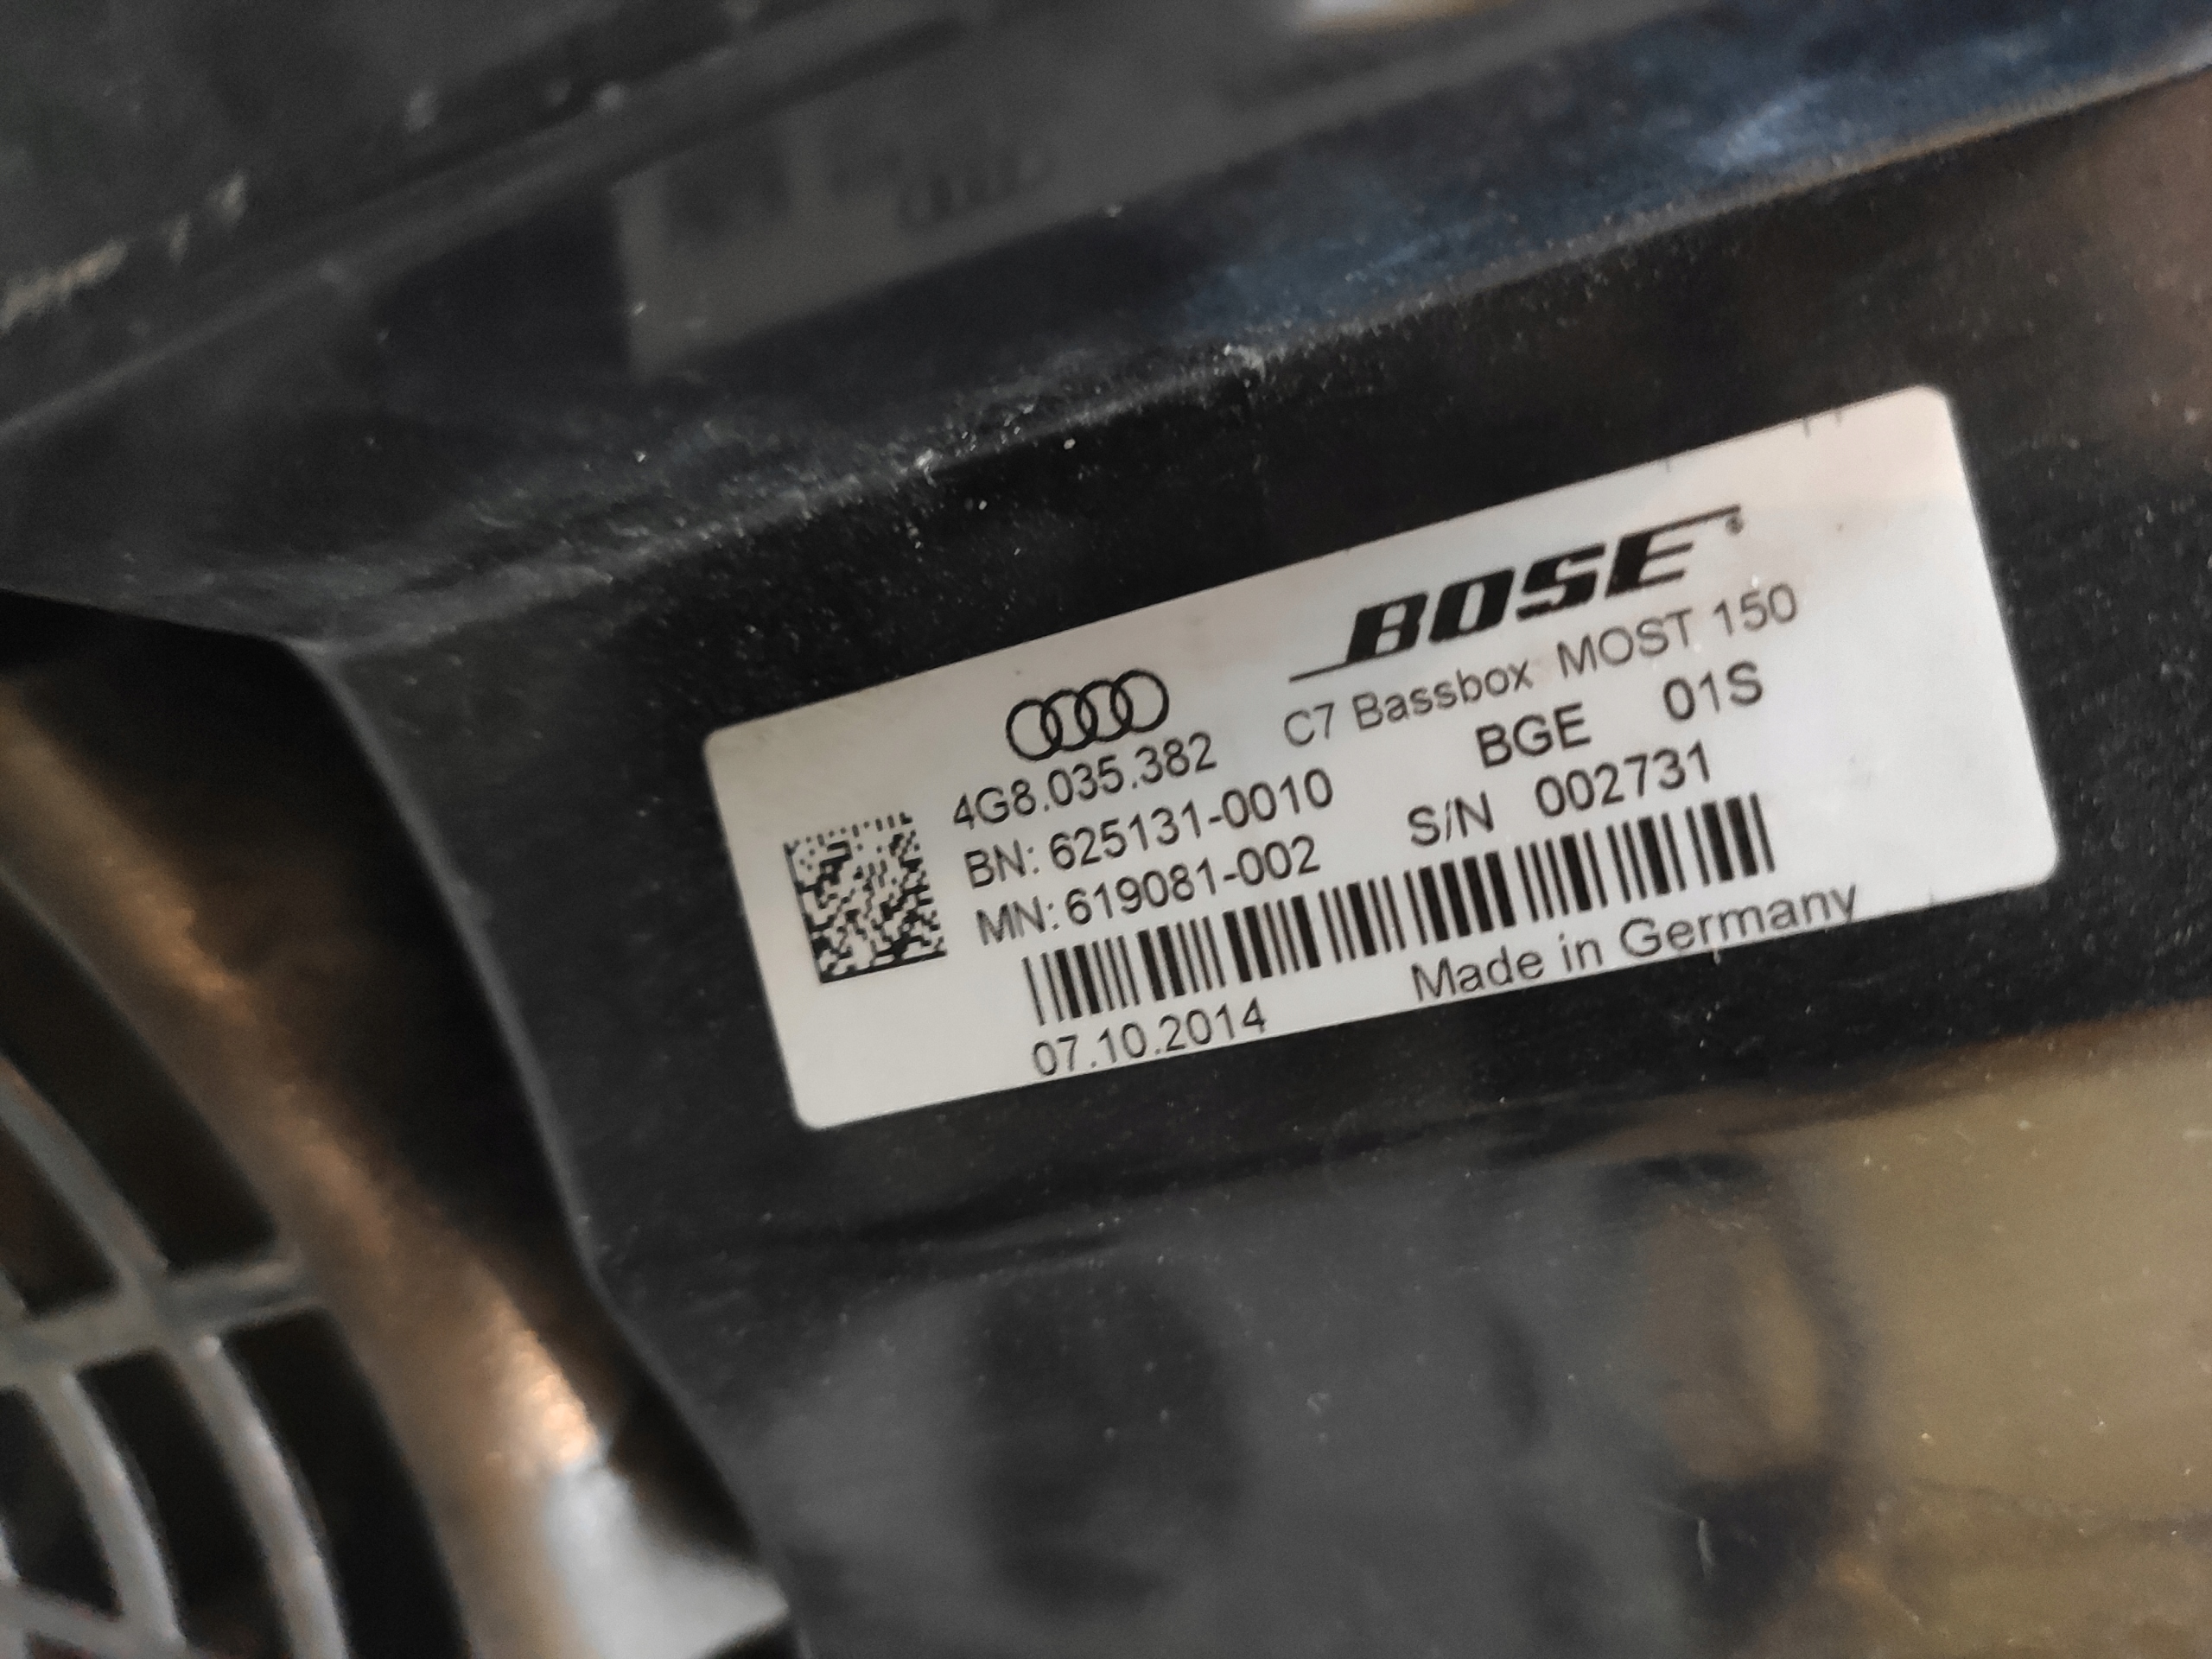 BOSE®
C7 Bassbox MOST 150
4G8.035.382 BGE 01S
BN: 625131-0010 S/N 002731
MN: 619081-002
07.10.2014 Made in Germany